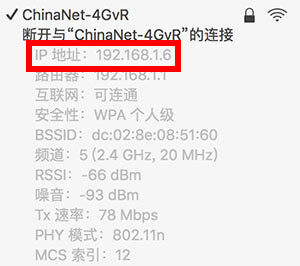 ✓ ChinaNet-4GvR
断开与“ChinaNet-4GvR”的连接
IP 地址：192.168.1.6
路由器：192.168.1.1
互联网：可连通
安全性：WPA 个人级
BSSID：dc:02:8e:08:51:60
频道：5 (2.4 GHz, 20 MHz)
RSSI：-66 dBm
噪音：-93 dBm
Tx 速率：78 Mbps
PHY 模式：802.11n
MCS 索引：12